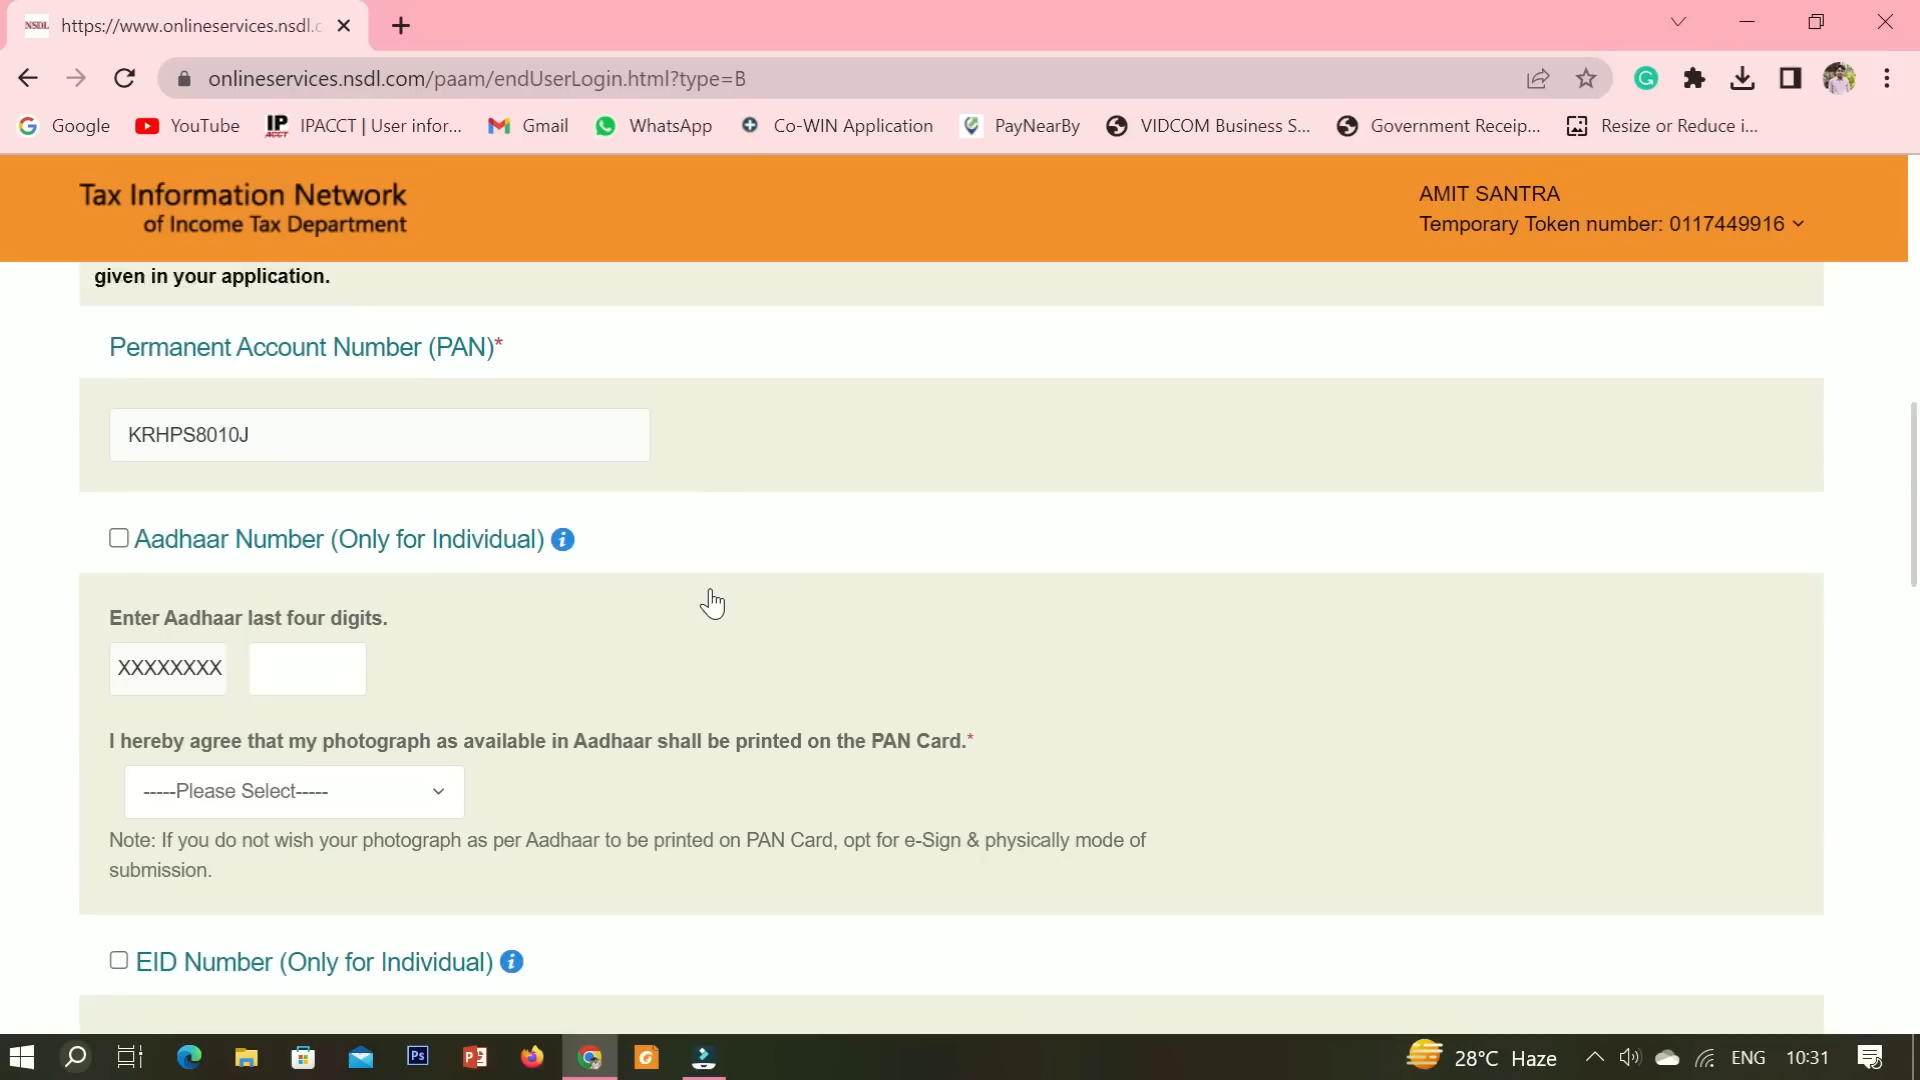 NSDL https://www.onlineservices.nsdl.c
onlineservices.nsdl.com/paam/endUserLogin.html?type=B
Google YouTube IPACCT | User infor... Gmail WhatsApp Co-WIN Application PayNearBy VIDCOM Business S... Government Receip... Resize or Reduce i...
Tax Information Network
of Income Tax Department
AMIT SANTRA
Temporary Token number: 0117449916
given in your application.
Permanent Account Number (PAN)*
KRHPS8010J
Aadhaar Number (Only for Individual) i
Enter Aadhaar last four digits.
XXXXXXXX
I hereby agree that my photograph as available in Aadhaar shall be printed on the PAN Card.*
-----Please Select-----
Note: If you do not wish your photograph as per Aadhaar to be printed on PAN Card, opt for e-Sign & physically mode of
submission.
EID Number (Only for Individual) i
28°C Haze ENG 10:31